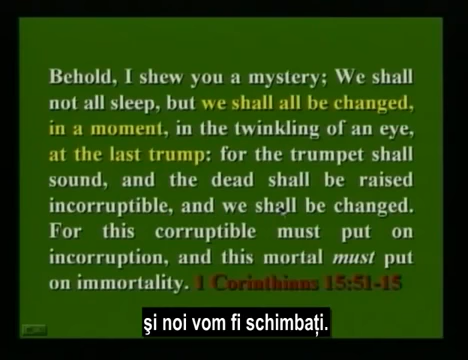 Behold, I shew you a mystery; We shall
not all sleep, but we shall all be changed,
in a moment, in the twinkling of an eye,
at the last trump: for the trumpet shall
sound, and the dead shall be raised
incorruptible, and we shall be changed.
For this corruptible must put on
incorruption, and this mortal must put
on immortality. 1 Corinthians 15:51-15
şi noi vom fi schimbaţi.